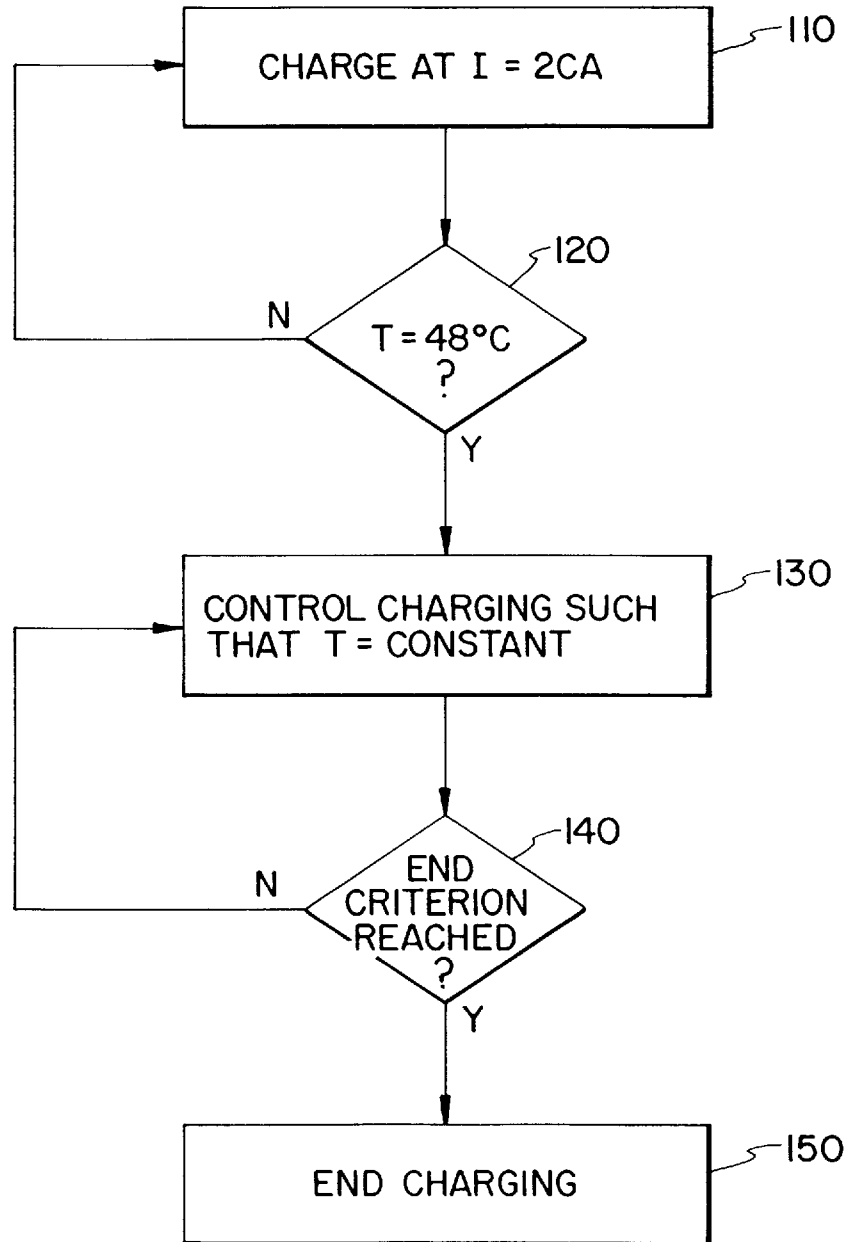 110
CHARGE AT I = 2CA
120
N
T = 48°C
?
Y
130
CONTROL CHARGING SUCH
THAT T = CONSTANT
140
N
END
CRITERION
REACHED
?
Y
150
END CHARGING